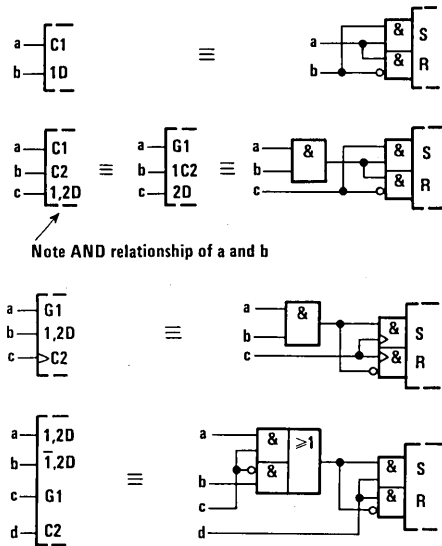 a C1 ≡ & S
b 1D a & R
b
a C1 ≡ a G1 ≡ a & & S
b C2 b 1C2 b & R
c 1,2D c 2D c
Note AND relationship of a and b
a G1 ≡ a & & S
b 1,2D b & R
c C2 c
a 1,2D ≡ a & ≥1 & S
b 1̅,2D b & & R
c G1 c
d C2 d